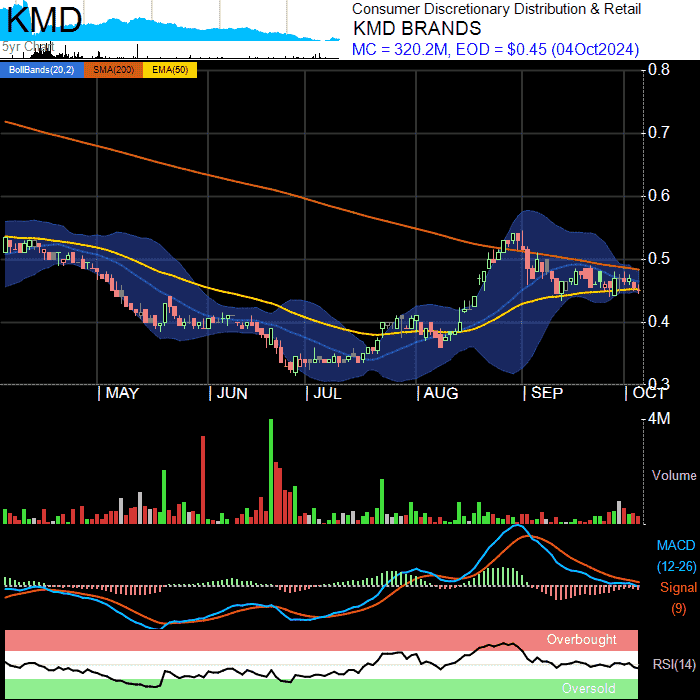 KMD
5yr Chart
Consumer Discretionary Distribution & Retail
KMD BRANDS
MC = 320.2M, EOD = $0.45 (04Oct2024)
BollBands(20,2) SMA(200) EMA(50)
0.8
0.7
0.6
0.5
0.4
0.3
MAY JUN JUL AUG SEP OCT
4M
Volume
MACD
(12-26)
Signal
(9)
Overbought
RSI(14)
Oversold